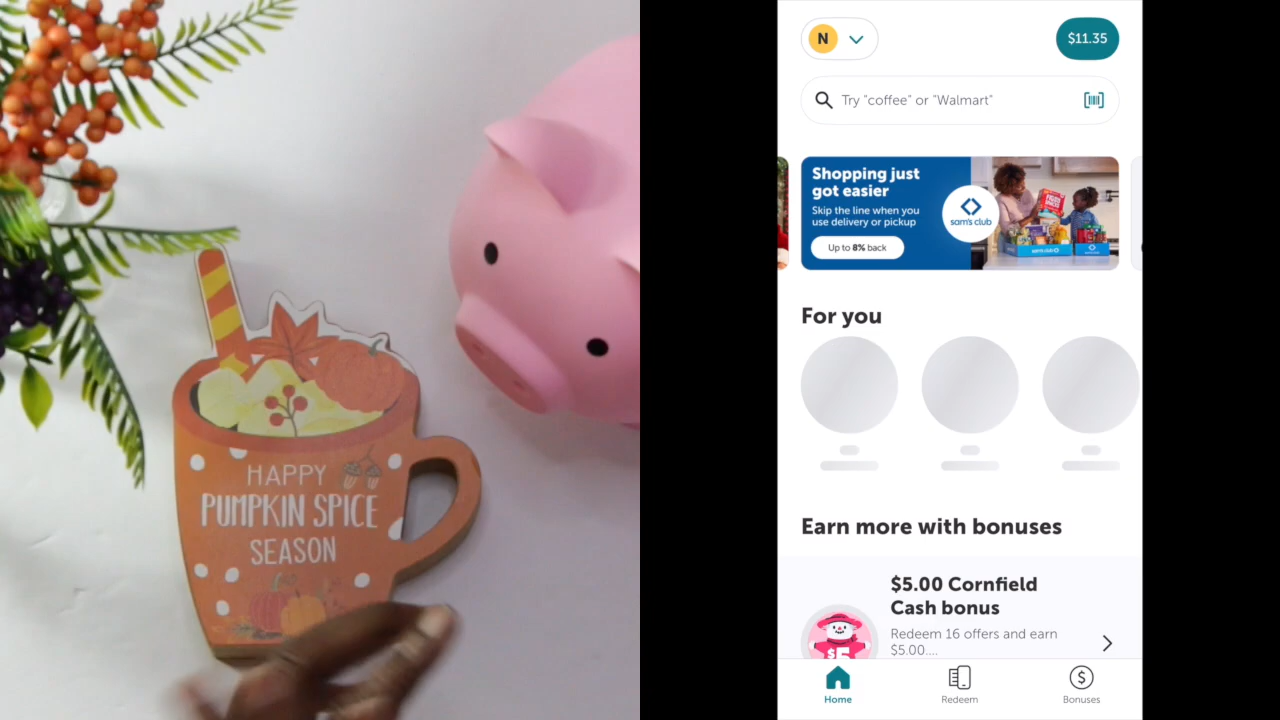 HAPPY
PUMPKIN SPICE
SEASON
N
$11.35
Try "coffee" or "Walmart"
Shopping just
got easier
Skip the line when you
use delivery or pickup
Up to 8% back
sam's club
For you
Earn more with bonuses
$5.00 Cornfield
Cash bonus
Redeem 16 offers and earn
$5.00....
$5
Home
Redeem
Bonuses